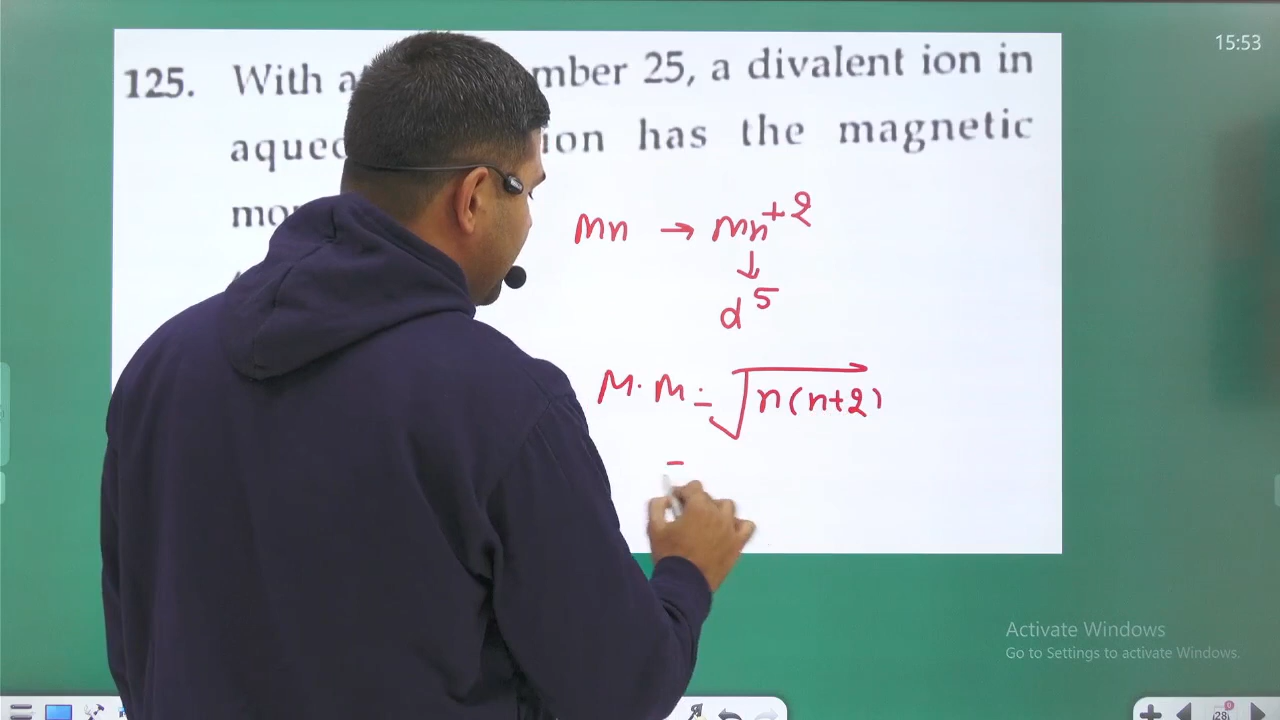 15:53
125. With a mber 25, a divalent ion in
aqueo ion has the magnetic
mo
Mn → Mn+2
↓
d5
M.M = √n(n+2)
=
Activate Windows
Go to Settings to activate Windows.